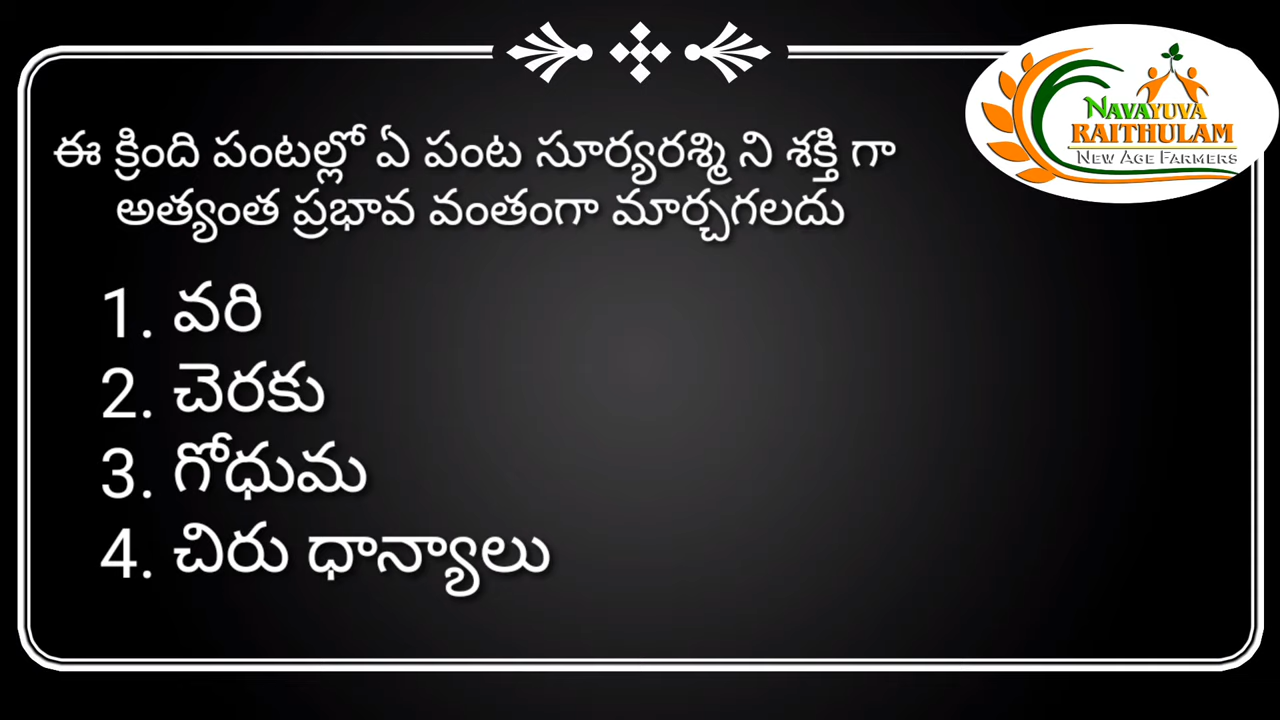 NAVAYUVA
RAITHULAM
NEW AGE FARMERS
ఈ క్రింది పంటల్లో ఏ పంట సూర్యరశ్మి ని శక్తి గా
అత్యంత ప్రభావ వంతంగా మార్చగలదు
1. వరి
2. చెరకు
3. గోధుమ
4. చిరు ధాన్యాలు